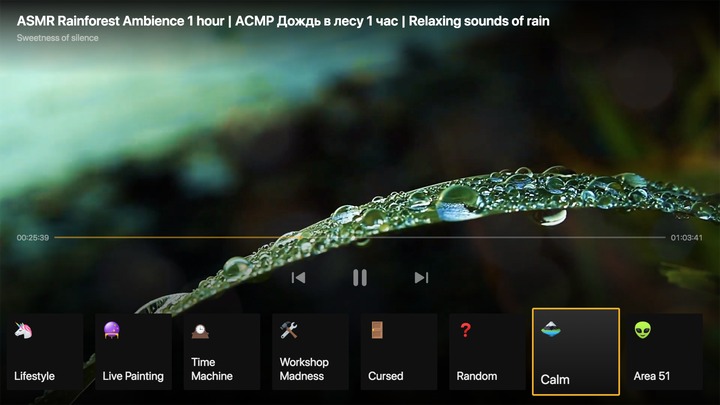 ASMR Rainforest Ambience 1 hour | АСМР Дождь в лесу 1 час | Relaxing sounds of rain
Sweetness of silence
00:25:39
01:03:41
Lifestyle
Live Painting
Time
Machine
Workshop
Madness
Cursed
Random
Calm
Area 51